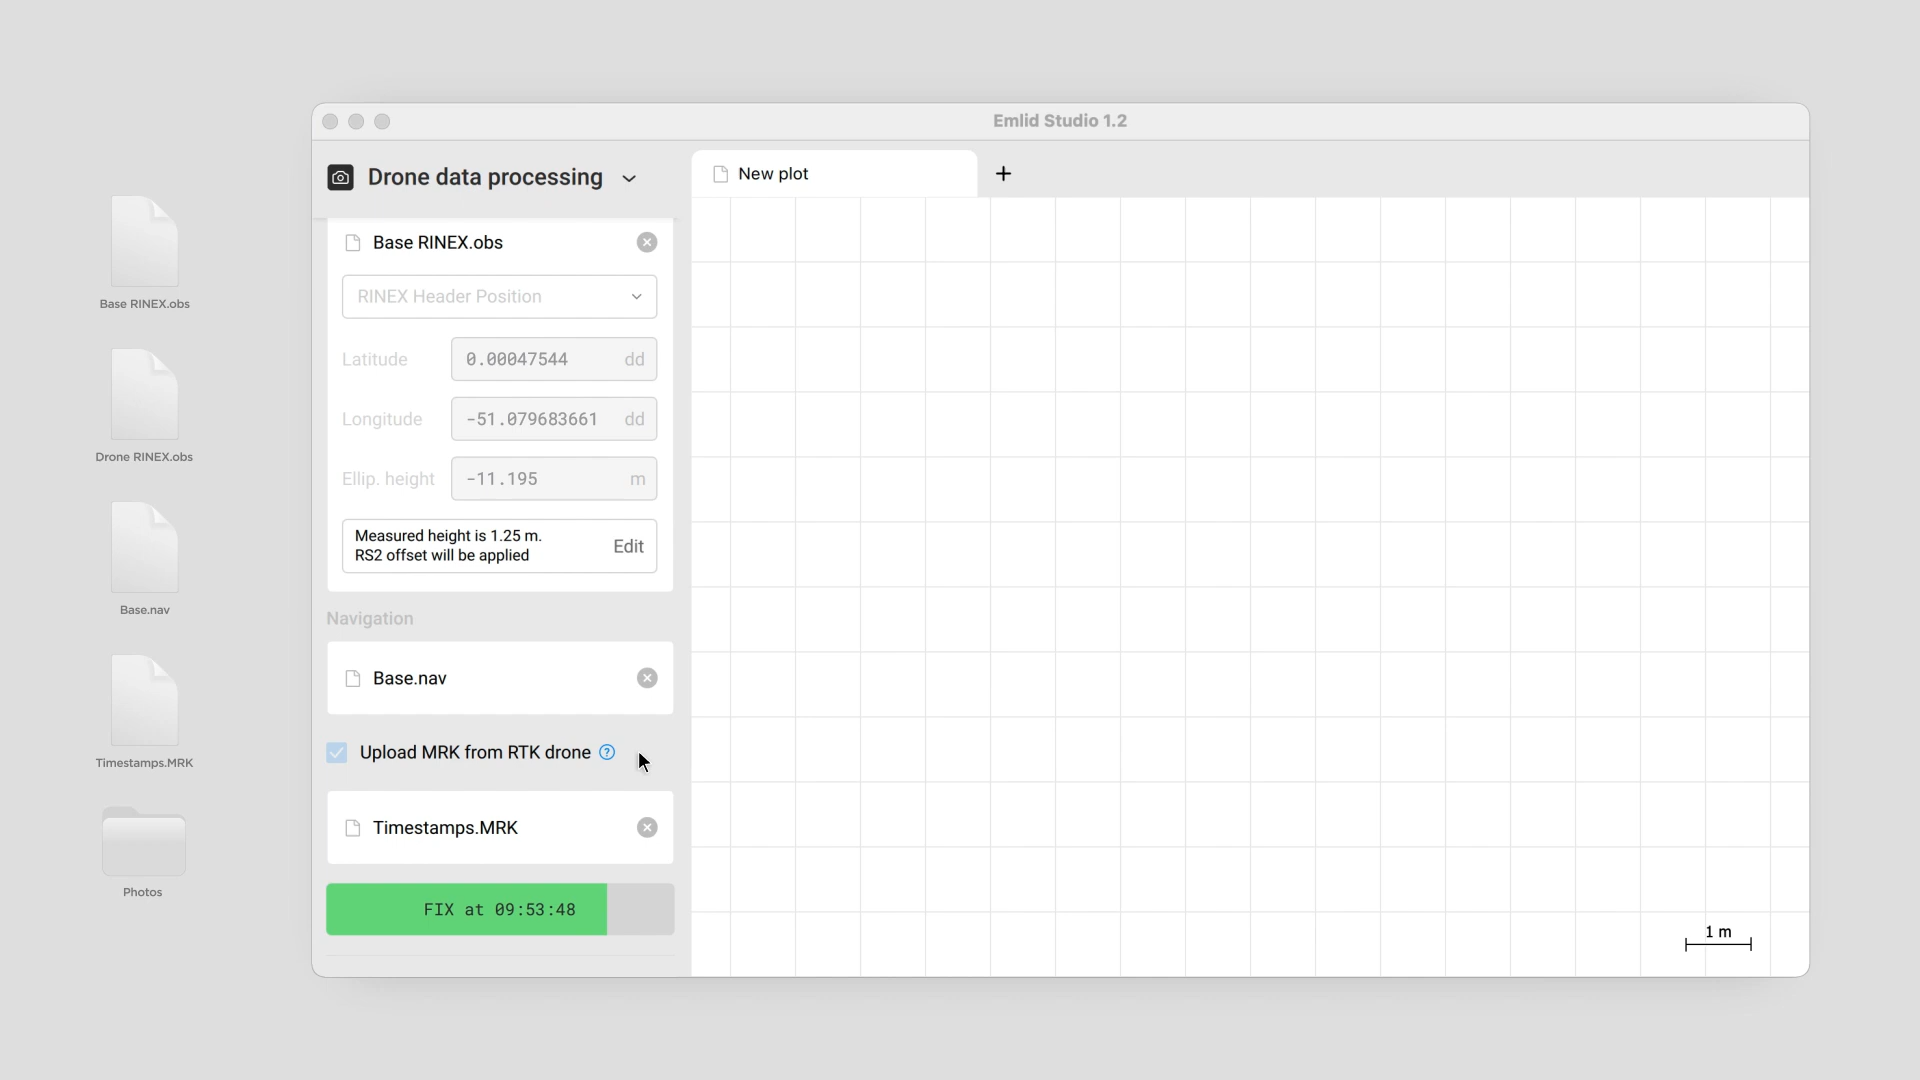 Emlid Studio 1.2
Drone data processing
New plot
+
Base RINEX.obs
RINEX Header Position
Latitude 0.00047544 dd
Longitude -51.079683661 dd
Ellip. height -11.195 m
Measured height is 1.25 m.
RS2 offset will be applied
Edit
Navigation
Base.nav
Upload MRK from RTK drone ?
Timestamps.MRK
FIX at 09:53:48
1 m
Base RINEX.obs
Drone RINEX.obs
Base.nav
Timestamps.MRK
Photos